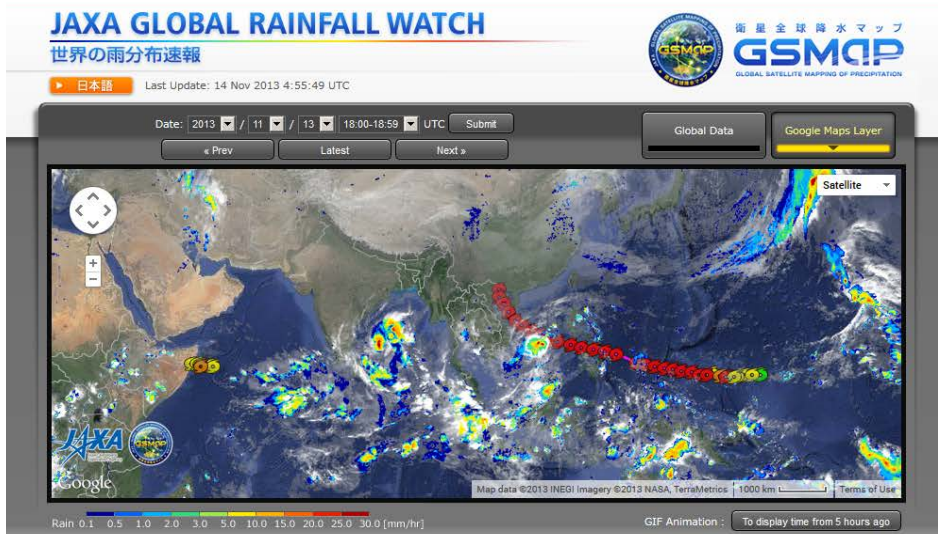 JAXA GLOBAL RAINFALL WATCH
世界の雨分布速報
衛星全球降水マップ
GSMaP
GLOBAL SATELLITE MAPPING OF PRECIPITATION
日本語
Last Update: 14 Nov 2013 4:55:49 UTC
Date: 2013 / 11 / 13 18:00-18:59 UTC Submit
« Prev Latest Next »
Global Data
Google Maps Layer
Satellite
+
−
JAXA
GSMaP
Google
Map data ©2013 INEGI Imagery ©2013 NASA, TerraMetrics 1000 km Terms of Use
Rain 0.1 0.5 1.0 2.0 3.0 5.0 10.0 15.0 20.0 25.0 30.0 [mm/hr]
GIF Animation : To display time from 5 hours ago